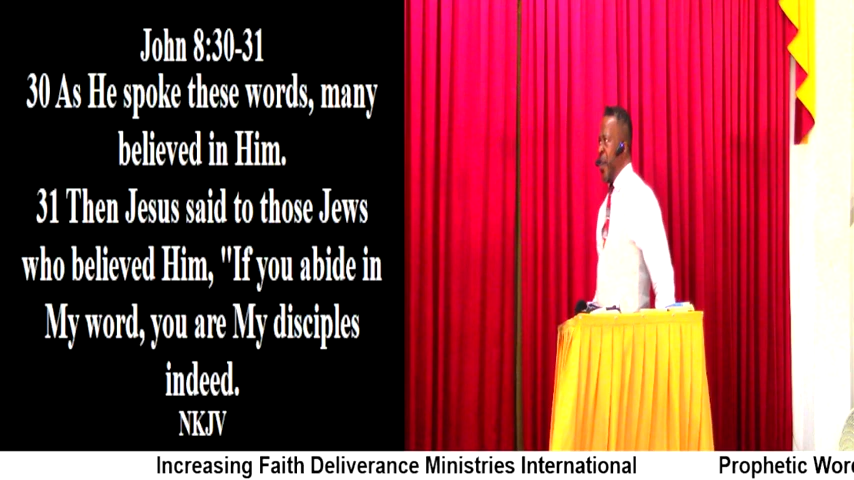 John 8:30-31
30 As He spoke these words, many
believed in Him.
31 Then Jesus said to those Jews
who believed Him, "If you abide in
My word, you are My disciples
indeed.
NKJV
Increasing Faith Deliverance Ministries International Prophetic Word